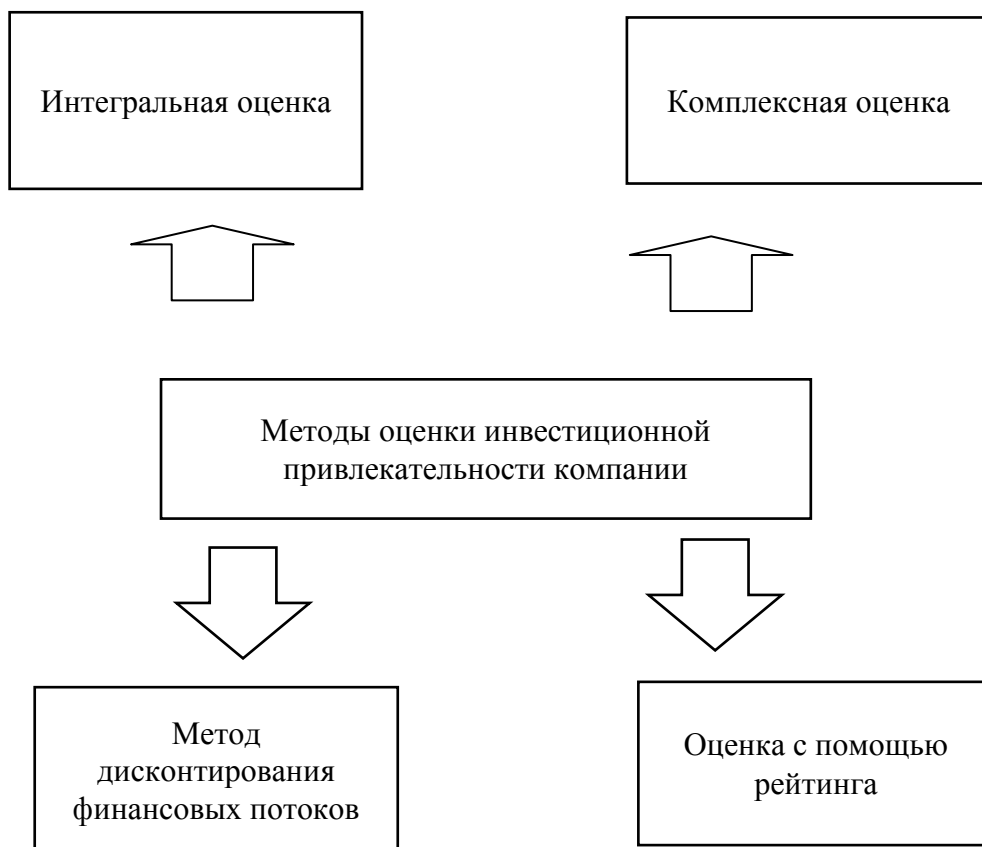 Интегральная оценка
Комплексная оценка
Методы оценки инвестиционной
привлекательности компании
Метод
дисконтирования
финансовых потоков
Оценка с помощью
рейтинга